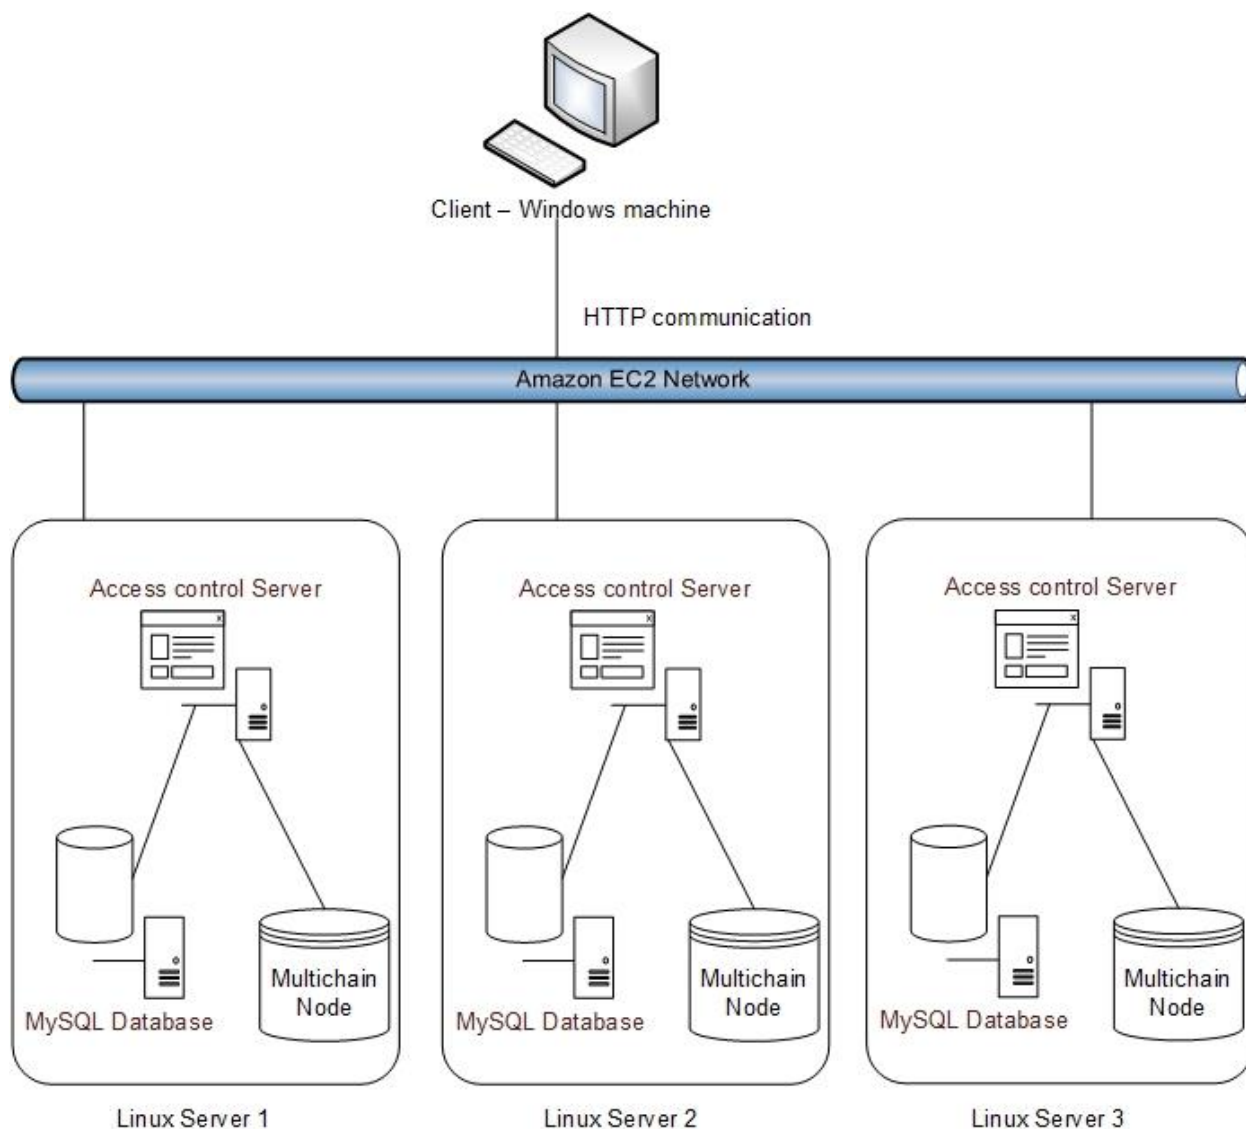 Client – Windows machine
HTTP communication
Amazon EC2 Network
Access control Server
Access control Server
Access control Server
Multichain
Node
MySQL Database
Multichain
Node
MySQL Database
Multichain
Node
MySQL Database
Linux Server 1
Linux Server 2
Linux Server 3